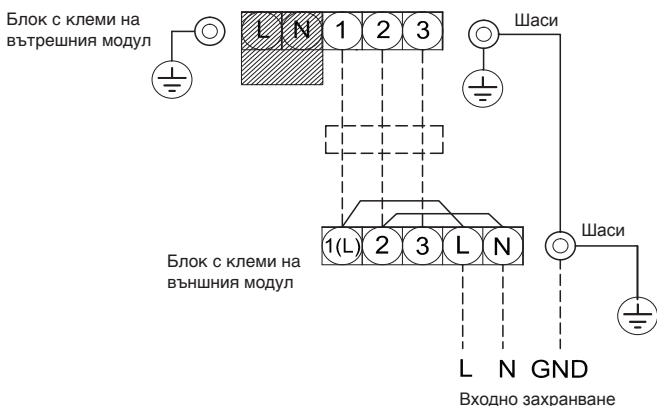 Блок с клеми на
вътрешния модул
L N 1 2 3
Шаси
Шаси
1(L) 2 3 L N
Блок с клеми на
външния модул
L N GND
Входно захранване